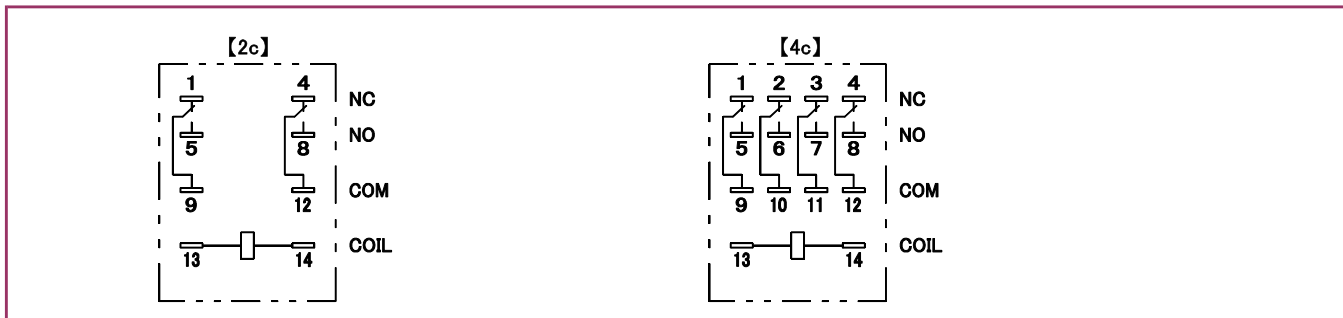 【2c】
1 4 NC
5 8 NO
9 12 COM
13 14 COIL
【4c】
1 2 3 4 NC
5 6 7 8 NO
9 10 11 12 COM
13 14 COIL